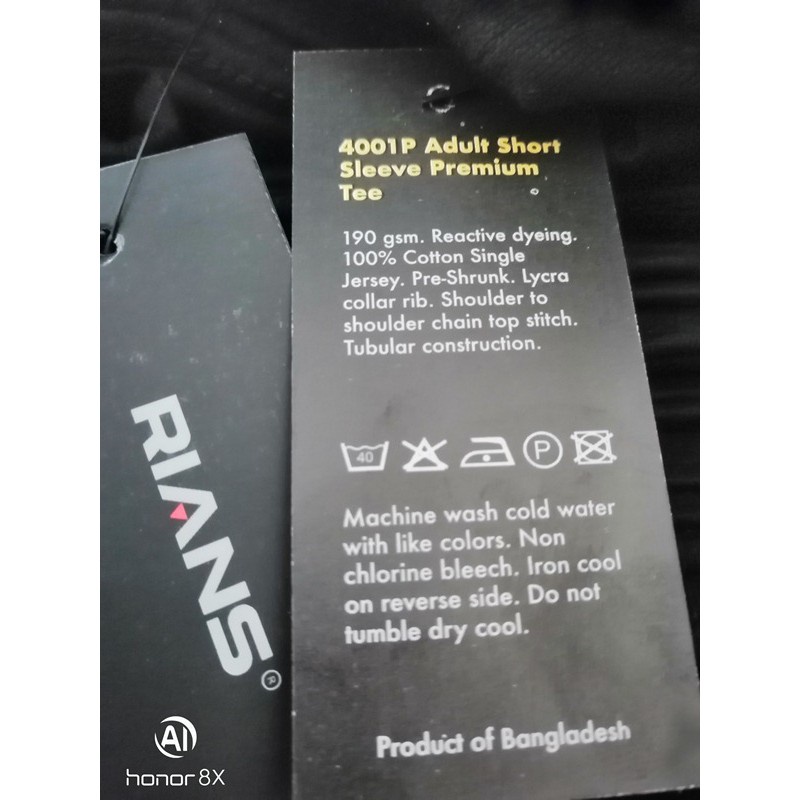 4001P Adult Short
Sleeve Premium
Tee
190 gsm. Reactive dyeing.
100% Cotton Single
Jersey. Pre-Shrunk. Lycra
collar rib. Shoulder to
shoulder chain top stitch.
Tubular construction.
40
P
Machine wash cold water
with like colors. Non
chlorine bleech. Iron cool
on reverse side. Do not
tumble dry cool.
Product of Bangladesh
RIANS®
AI
honor 8X